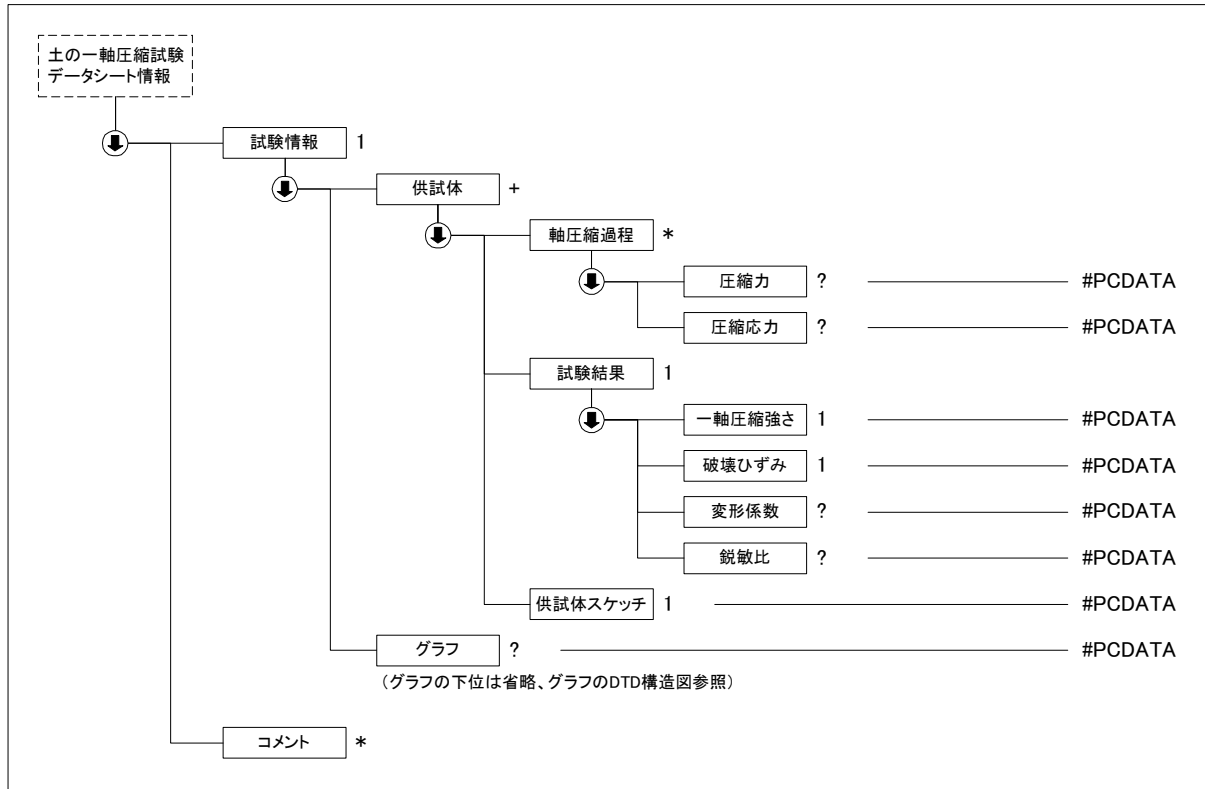 土の一軸圧縮試験
データシート情報
試験情報 1
供試体 +
軸圧縮過程 *
圧縮力 ? #PCDATA
圧縮応力 ? #PCDATA
試験結果 1
一軸圧縮強さ 1 #PCDATA
破壊ひずみ 1 #PCDATA
変形係数 ? #PCDATA
鋭敏比 ? #PCDATA
供試体スケッチ 1 #PCDATA
グラフ ? #PCDATA
(グラフの下位は省略、グラフのDTD構造図参照)
コメント *